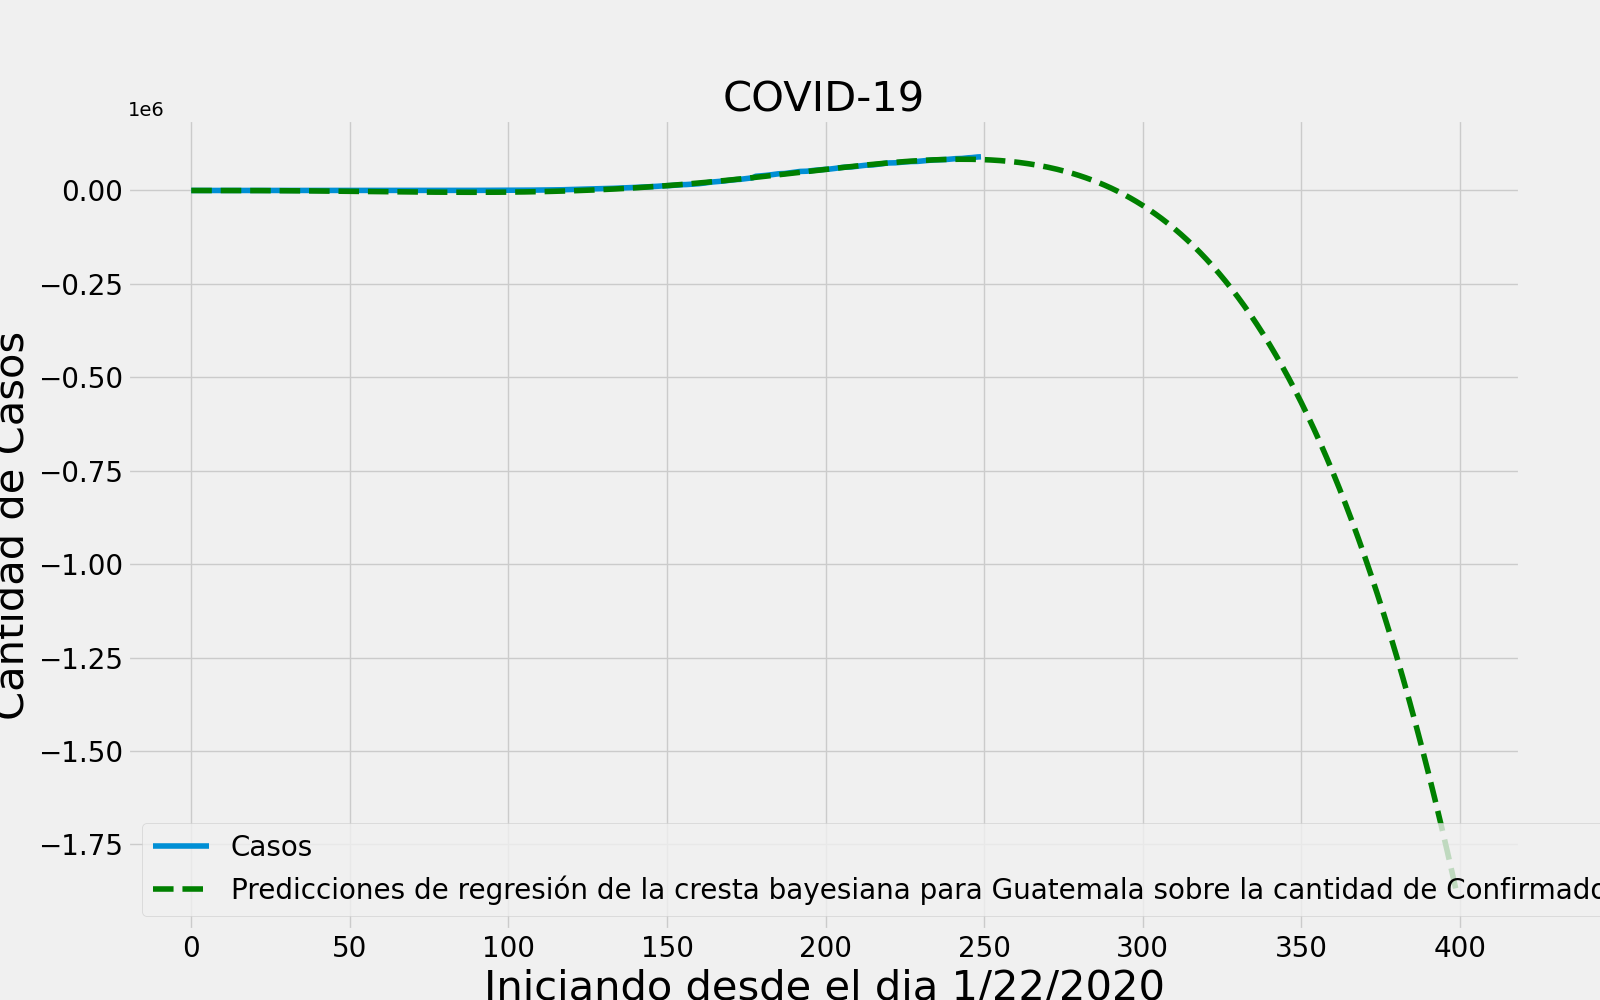 COVID-19
1e6
0.00
−0.25
−0.50
−0.75
−1.00
−1.25
−1.50
−1.75
Cantidad de Casos
Casos
Predicciones de regresión de la cresta bayesiana para Guatemala sobre la cantidad de Confirmado
0 50 100 150 200 250 300 350 400
Iniciando desde el dia 1/22/2020